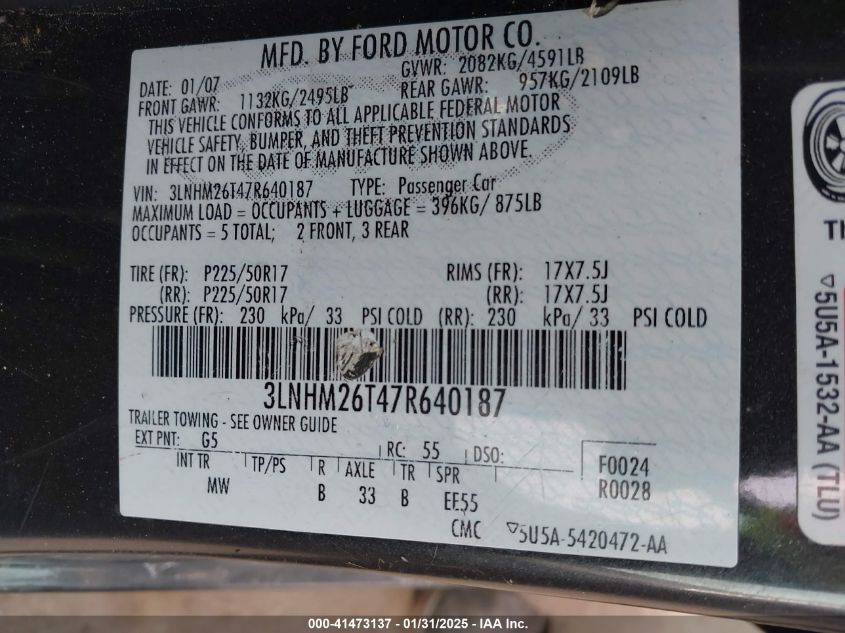 MFD. BY FORD MOTOR CO.
DATE: 01/07 GVWR: 2082KG/4591LB
FRONT GAWR: 1132KG/2495LB REAR GAWR: 957KG/2109LB
THIS VEHICLE CONFORMS TO ALL APPLICABLE FEDERAL MOTOR
VEHICLE SAFETY, BUMPER, AND THEFT PREVENTION STANDARDS
IN EFFECT ON THE DATE OF MANUFACTURE SHOWN ABOVE.
VIN: 3LNHM26T47R640187 TYPE: Passenger Car
MAXIMUM LOAD = OCCUPANTS + LUGGAGE = 396KG/ 875LB
OCCUPANTS = 5 TOTAL; 2 FRONT, 3 REAR
TIRE (FR): P225/50R17 RIMS (FR): 17X7.5J
(RR): P225/50R17 (RR): 17X7.5J
PRESSURE (FR): 230 kPa/ 33 PSI COLD (RR): 230 kPa/ 33 PSI COLD
3LNHM26T47R640187
TRAILER TOWING - SEE OWNER GUIDE
EXT PNT: G5 RC: 55 DSO:
INT TR TP/PS R AXLE TR SPR F0024
MW B 33 B EE55 R0028
CMC 5U5A-5420472-AA
5U5A-1532-AA (TLU)
000-41473137 - 01/31/2025 - IAA Inc.